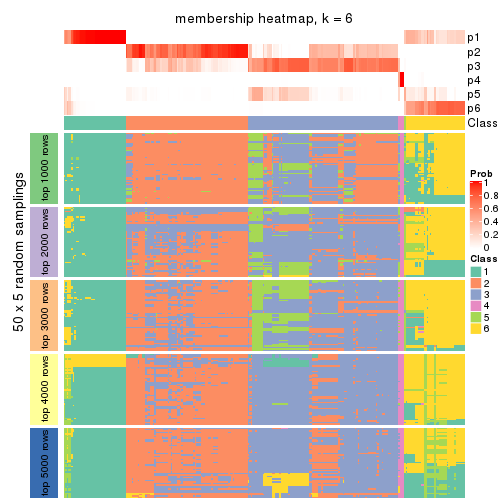 membership heatmap, k = 6
p1
p2
p3
p4
p5
p6
Class
50 x 5 random samplings
top 1000 rows
top 2000 rows
top 3000 rows
top 4000 rows
top 5000 rows
Prob
1
0.8
0.6
0.4
0.2
0
Class
1
2
3
4
5
6